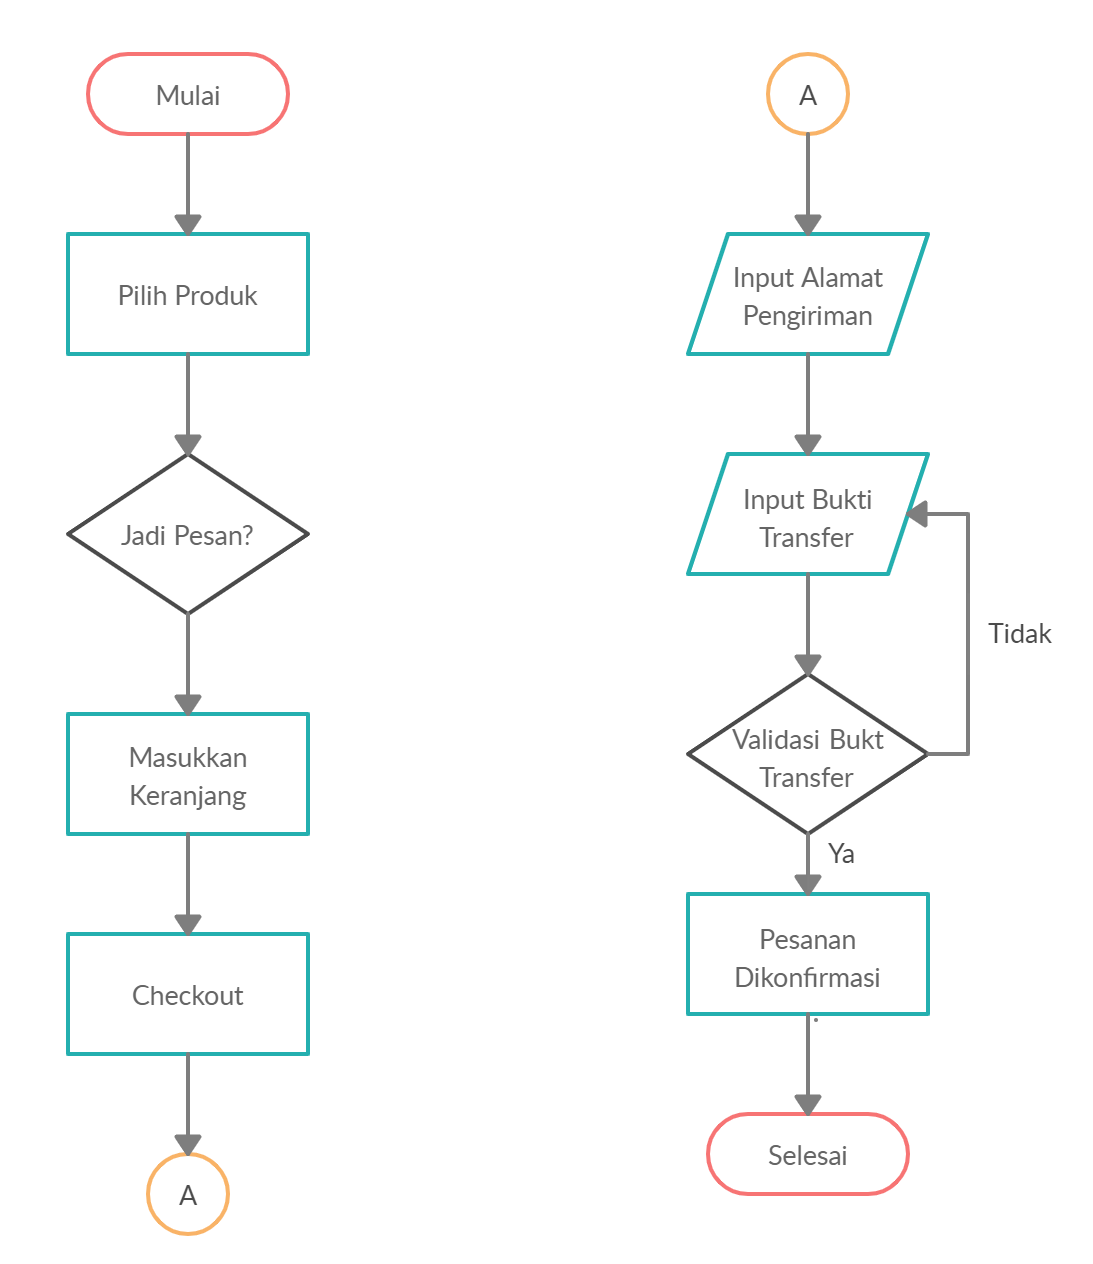 Mulai
Pilih Produk
Jadi Pesan?
Masukkan
Keranjang
Checkout
A
A
Input Alamat
Pengiriman
Input Bukti
Transfer
Tidak
Validasi Bukt
Transfer
Ya
Pesanan
Dikonfirmasi
.
Selesai